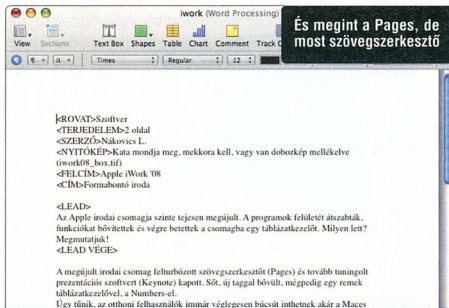 iwork (Word Processing)
És megint a Pages, de
most szövegszerkesztő
View Sections Text Box Shapes Table Chart Comment Track
¶ a Times Regular 12
<ROVAT>Szoftver
<TERJEDELEM>2 oldal
<SZERZŐ>Nákovics L.
<NYITÓKÉP>Kata mondja meg, mekkora kell, vagy van dobozkép mellékelve
(iwork08_box.tif)
<FELCÍM>Apple iWork '08
<CÍM>Formabontó iroda
<LEAD>
Az Apple irodai csomagja szinte tejesen megújult. A programok felületét átszabták,
funkciókat bővítettek és végre betettek a csomagba egy táblázatkezelőt. Milyen lett?
Megmutatjuk!
<LEAD VÉGE>
A megújult irodai csomag felturbózott szövegszerkesztőt (Pages) és tovább tuningolt
prezentációs szoftvert (Keynote) kapott. Sőt, új taggal bővült, mégpedig egy remek
táblázatkezelővel, a Numbers-el.
Úgy tűnik, az otthoni felhasználók immár véglegesen búcsút inthetnek akár a Maces